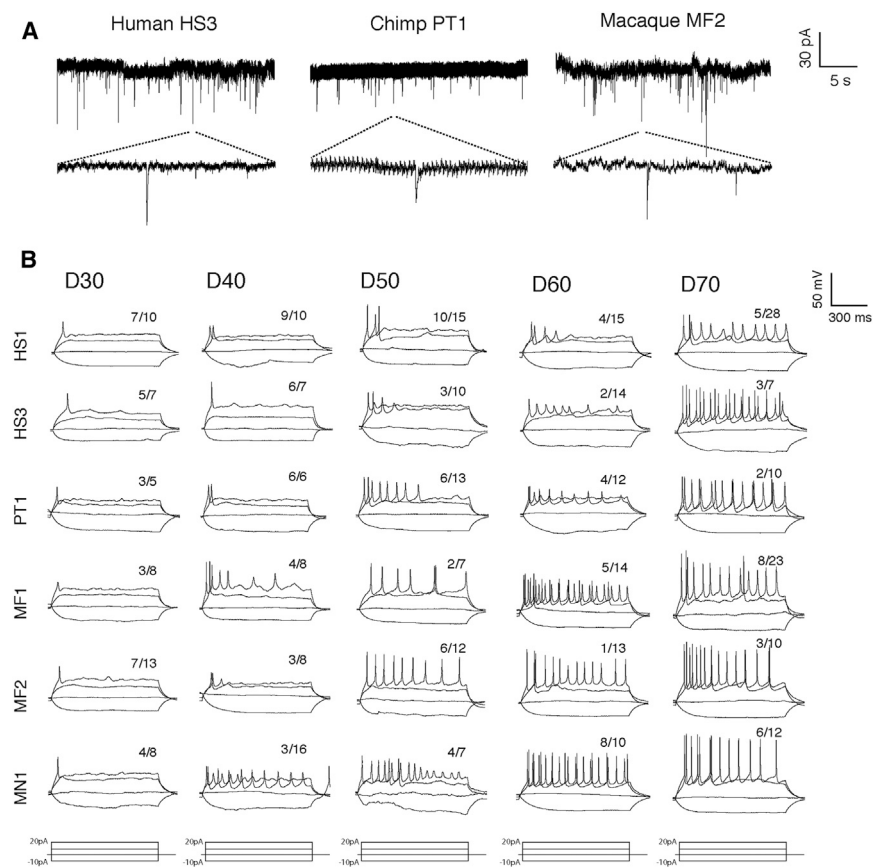 A
Human HS3 Chimp PT1 Macaque MF2
30 pA
5 s
B
D30 D40 D50 D60 D70
50 mV
300 ms
HS1 7/10 9/10 10/15 4/15 5/28
HS3 5/7 6/7 3/10 2/14 3/7
PT1 3/5 6/6 6/13 4/12 2/10
MF1 3/8 4/8 2/7 5/14 8/23
MF2 7/13 3/8 6/12 1/13 3/10
MN1 4/8 3/16 4/7 8/10 6/12
20pA 20pA 20pA 20pA 20pA
-10pA -10pA -10pA -10pA -10pA